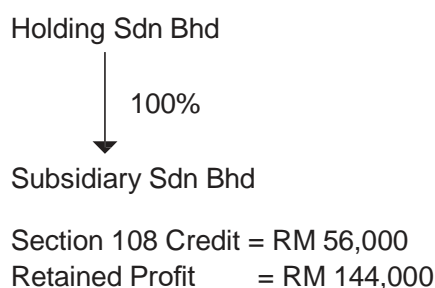 Holding Sdn Bhd
100%
Subsidiary Sdn Bhd
Section 108 Credit = RM 56,000
Retained Profit = RM 144,000